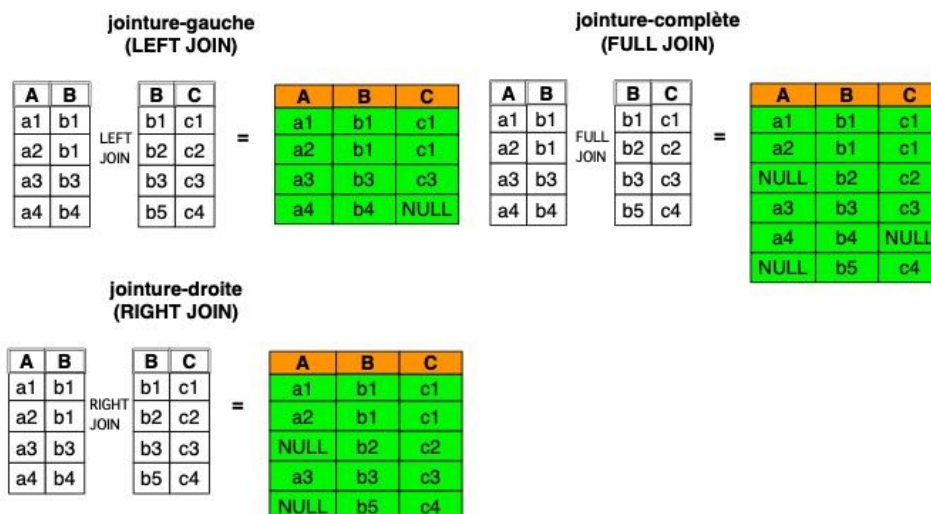 jointure-gauche
(LEFT JOIN)
A B
a1 b1
a2 b1
a3 b3
a4 b4
LEFT
JOIN
B C
b1 c1
b2 c2
b3 c3
b5 c4
=
A B C
a1 b1 c1
a2 b1 c1
a3 b3 c3
a4 b4 NULL
jointure-complète
(FULL JOIN)
A B
a1 b1
a2 b1
a3 b3
a4 b4
FULL
JOIN
B C
b1 c1
b2 c2
b3 c3
b5 c4
=
A B C
a1 b1 c1
a2 b1 c1
NULL b2 c2
a3 b3 c3
a4 b4 NULL
NULL b5 c4
jointure-droite
(RIGHT JOIN)
A B
a1 b1
a2 b1
a3 b3
a4 b4
RIGHT
JOIN
B C
b1 c1
b2 c2
b3 c3
b5 c4
=
A B C
a1 b1 c1
a2 b1 c1
NULL b2 c2
a3 b3 c3
NULL b5 c4